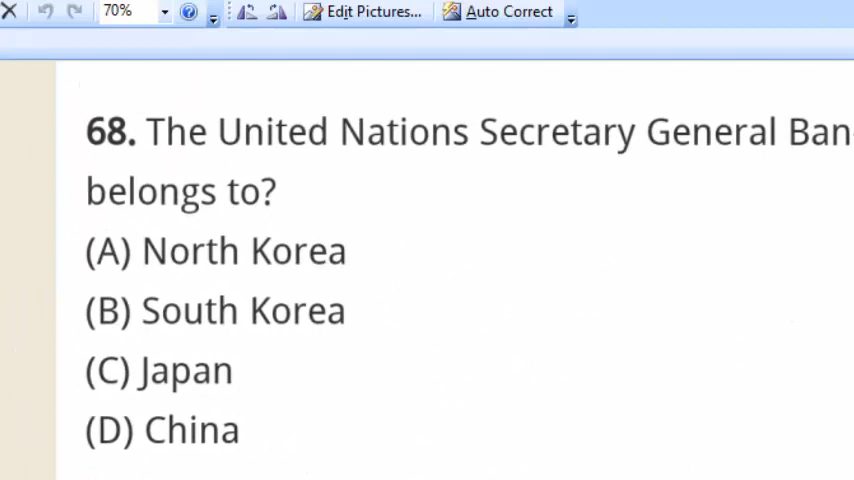 70% Edit Pictures... Auto Correct
68. The United Nations Secretary General Ban
belongs to?
(A) North Korea
(B) South Korea
(C) Japan
(D) China